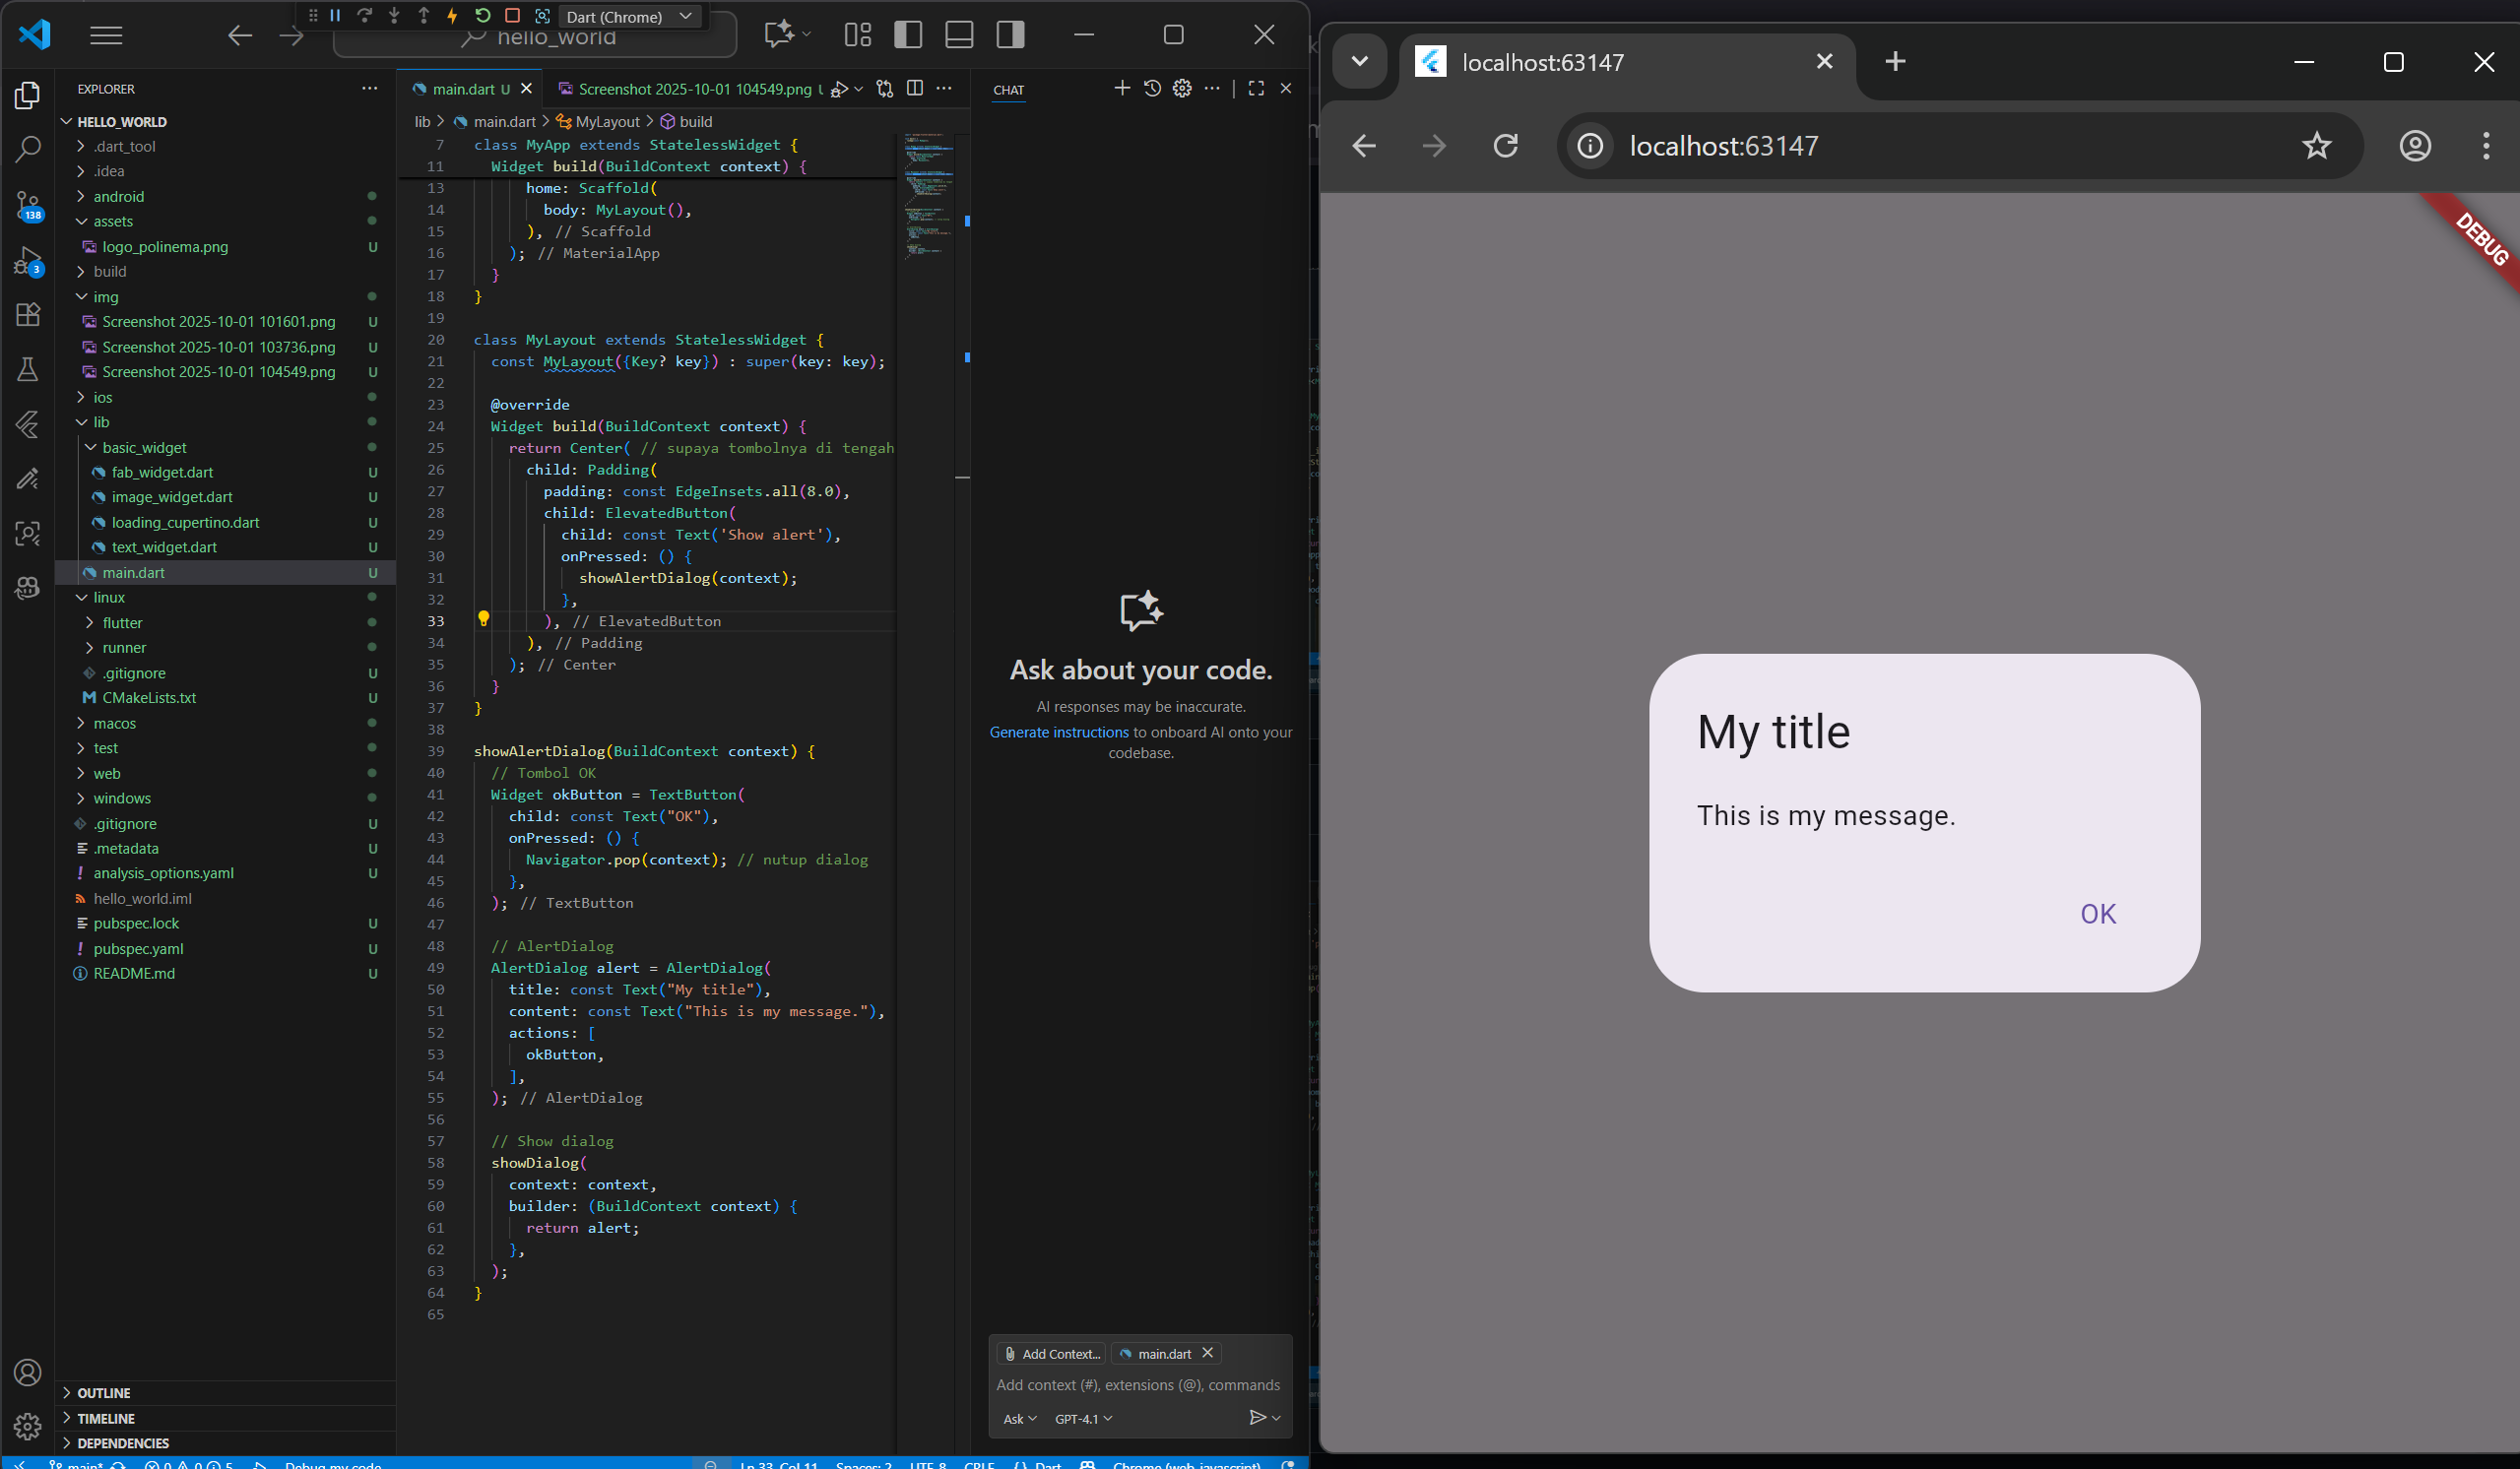 Dart (Chrome)
hello_world
EXPLORER
HELLO_WORLD
.dart_tool
.idea
android
assets
logo_polinema.png U
build
img
Screenshot 2025-10-01 101601.png U
Screenshot 2025-10-01 103736.png U
Screenshot 2025-10-01 104549.png U
ios
lib
basic_widget
fab_widget.dart U
image_widget.dart U
loading_cupertino.dart U
text_widget.dart U
main.dart U
linux
flutter
runner
.gitignore U
CMakeLists.txt U
macos
test
web
windows
.gitignore U
.metadata U
analysis_options.yaml U
hello_world.iml
pubspec.lock U
pubspec.yaml U
README.md U
OUTLINE
TIMELINE
DEPENDENCIES
138
3
main.dart U
Screenshot 2025-10-01 104549.png U
lib > main.dart > MyLayout > build
7 class MyApp extends StatelessWidget {
11 Widget build(BuildContext context) {
13 home: Scaffold(
14 body: MyLayout(),
15 ), // Scaffold
16 ); // MaterialApp
17 }
18 }
19
20 class MyLayout extends StatelessWidget {
21 const MyLayout({Key? key}) : super(key: key);
22
23 @override
24 Widget build(BuildContext context) {
25 return Center( // supaya tombolnya di tengah
26 child: Padding(
27 padding: const EdgeInsets.all(8.0),
28 child: ElevatedButton(
29 child: const Text('Show alert'),
30 onPressed: () {
31 showAlertDialog(context);
32 },
33 ), // ElevatedButton
34 ), // Padding
35 ); // Center
36 }
37 }
38
39 showAlertDialog(BuildContext context) {
40 // Tombol OK
41 Widget okButton = TextButton(
42 child: const Text("OK"),
43 onPressed: () {
44 Navigator.pop(context); // nutup dialog
45 },
46 ); // TextButton
47
48 // AlertDialog
49 AlertDialog alert = AlertDialog(
50 title: const Text("My title"),
51 content: const Text("This is my message."),
52 actions: [
53 okButton,
54 ],
55 ); // AlertDialog
56
57 // Show dialog
58 showDialog(
59 context: context,
60 builder: (BuildContext context) {
61 return alert;
62 },
63 );
64 }
65
CHAT
Ask about your code.
AI responses may be inaccurate.
Generate instructions to onboard AI onto your
codebase.
Add Context...
main.dart
Add context (#), extensions (@), commands
Ask
GPT-4.1
main* 0 0 5 Debug my code
Ln 33, Col 11 Spaces: 2 UTF-8 CRLF {} Dart Chrome (web-javascript)
localhost:63147
localhost:63147
DEBUG
My title
This is my message.
OK